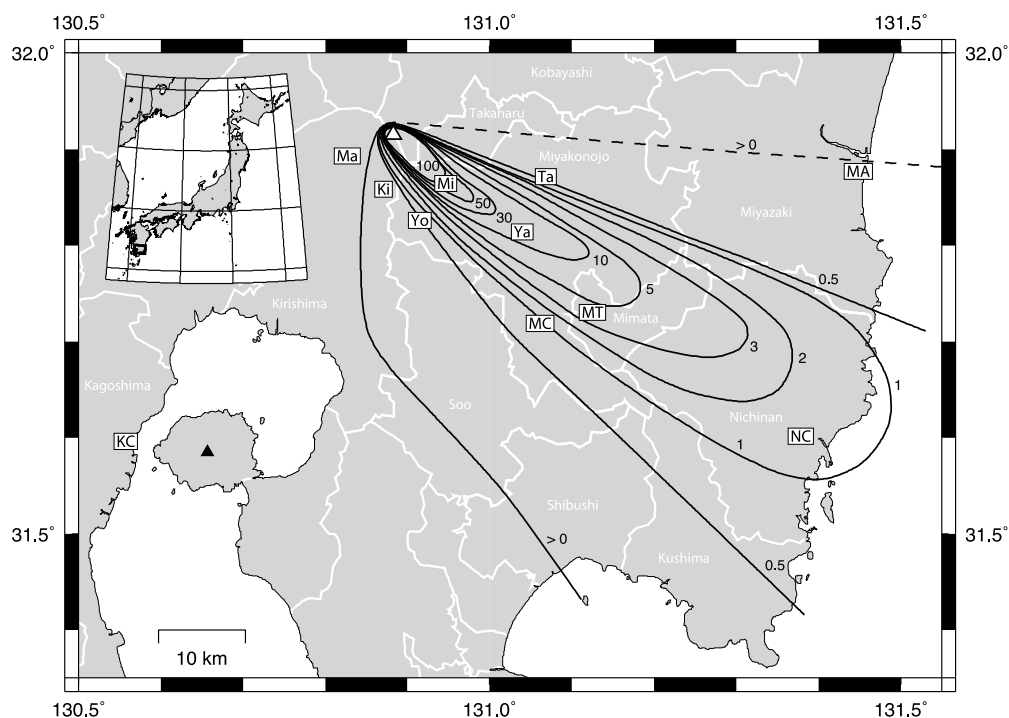 130.5° 131.0° 131.5°
32.0° 32.0°
Kobayashi
Takaharu
> 0
Ma
Miyakonojo
MA
100
Mi
Ta
Ki
50
30
Yo
Ya
Miyazaki
10
0.5
5
Kirishima
MT
Mimata
MC
3
2
Kagoshima
1
Soo
Nichinan
KC
NC
1
Shibushi
> 0
31.5° 31.5°
Kushima
0.5
10 km
130.5° 131.0° 131.5°